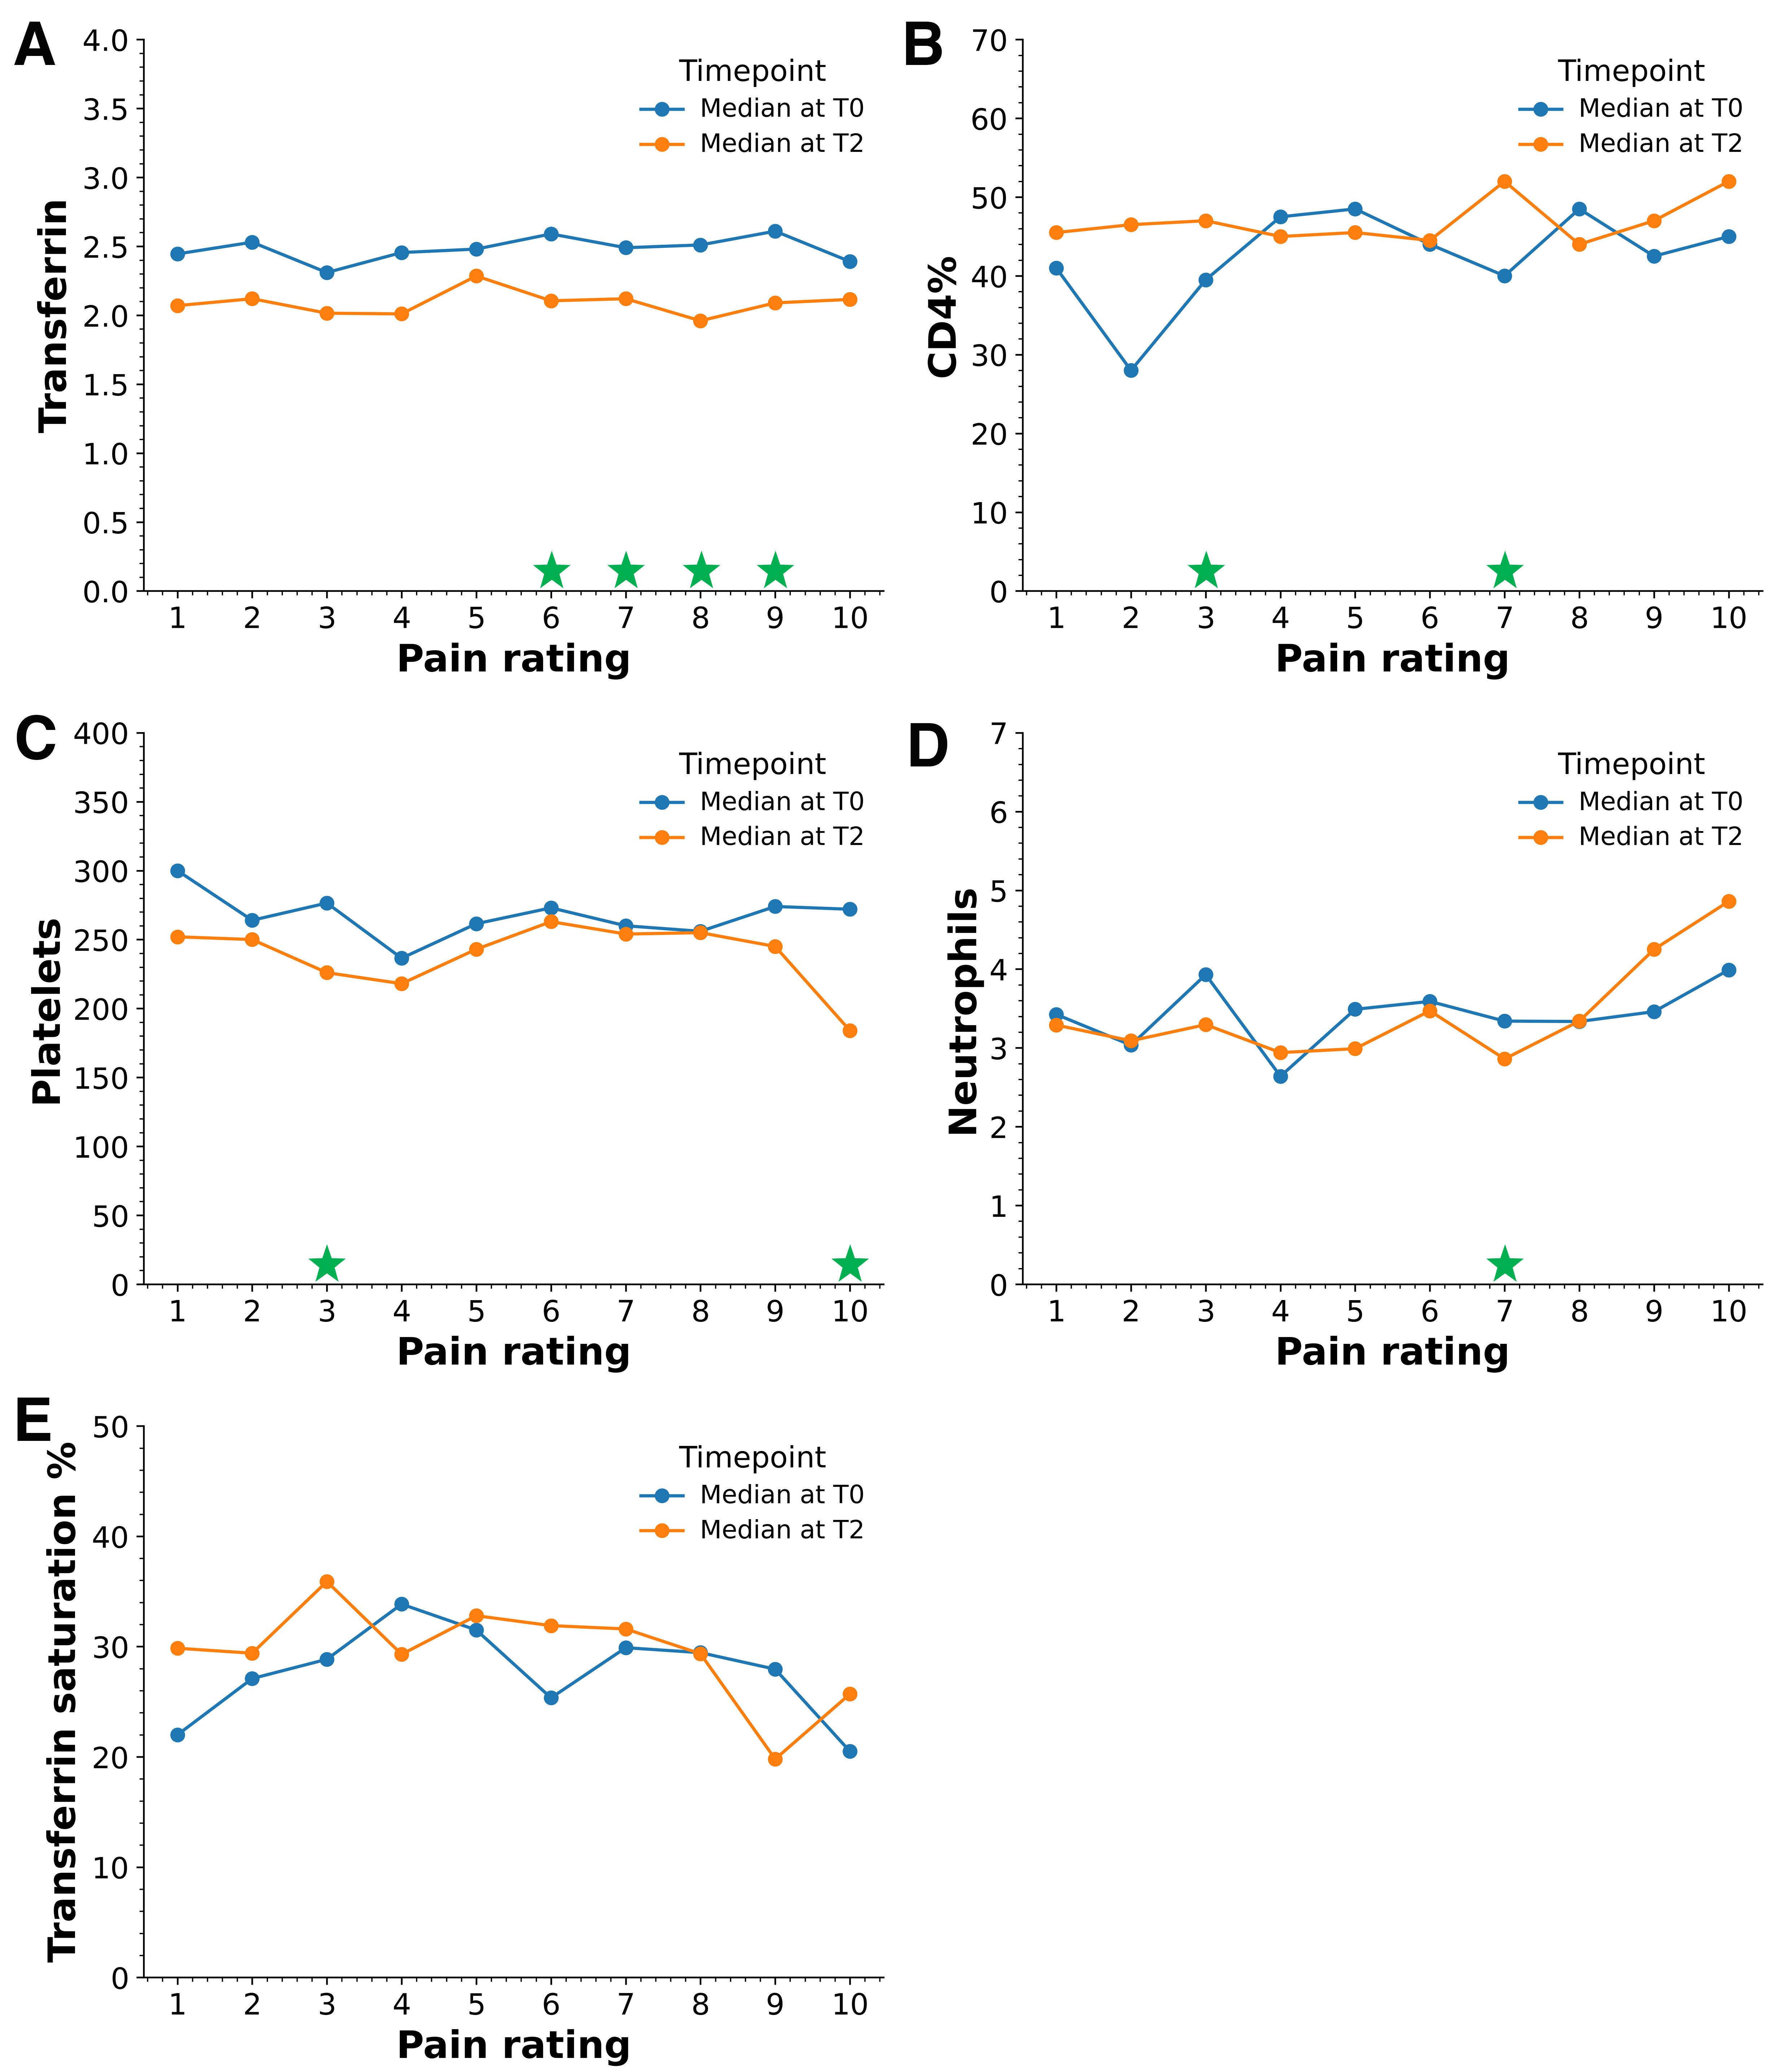 A
Transferrin
4.0
3.5
3.0
2.5
2.0
1.5
1.0
0.5
0.0
Timepoint
Median at T0
Median at T2
1 2 3 4 5 6 7 8 9 10
Pain rating
B
CD4%
70
60
50
40
30
20
10
0
Timepoint
Median at T0
Median at T2
1 2 3 4 5 6 7 8 9 10
Pain rating
C
Platelets
400
350
300
250
200
150
100
50
0
Timepoint
Median at T0
Median at T2
1 2 3 4 5 6 7 8 9 10
Pain rating
D
Neutrophils
7
6
5
4
3
2
1
0
Timepoint
Median at T0
Median at T2
1 2 3 4 5 6 7 8 9 10
Pain rating
E
Transferrin saturation %
50
40
30
20
10
0
Timepoint
Median at T0
Median at T2
1 2 3 4 5 6 7 8 9 10
Pain rating